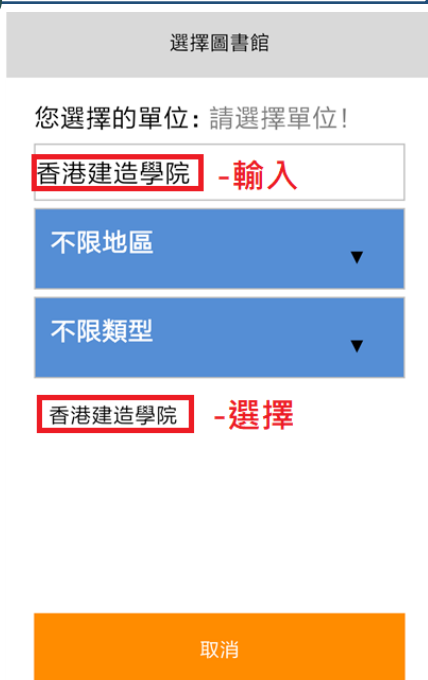 選擇圖書館
您選擇的單位: 請選擇單位!
香港建造學院 -輸入
不限地區 ▼
不限類型 ▼
香港建造學院 -選擇
取消